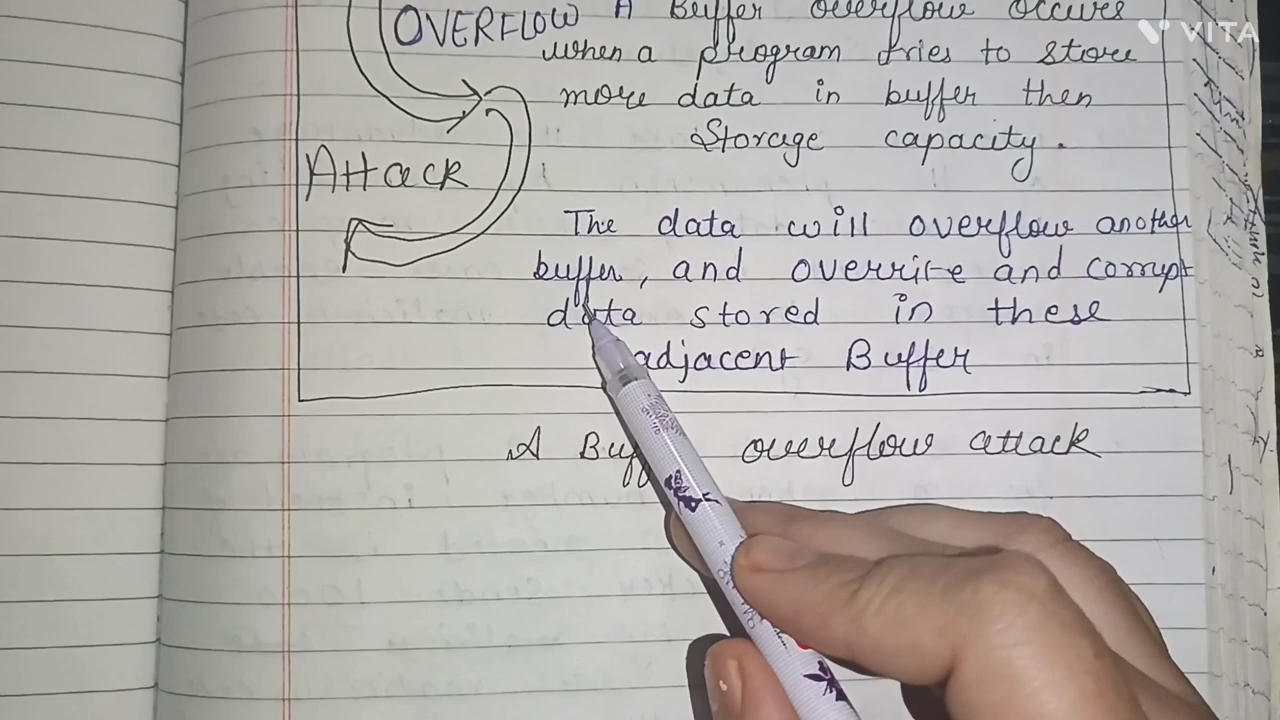 OVERFLOW A Buffer overflow occurs
when a program tries to store
more data in buffer then
Storage capacity.
Attack
The data will overflow another
buffer, and overrite and corrupt
data stored in these
adjacent Buffer
A Buff overflow attack
VITA